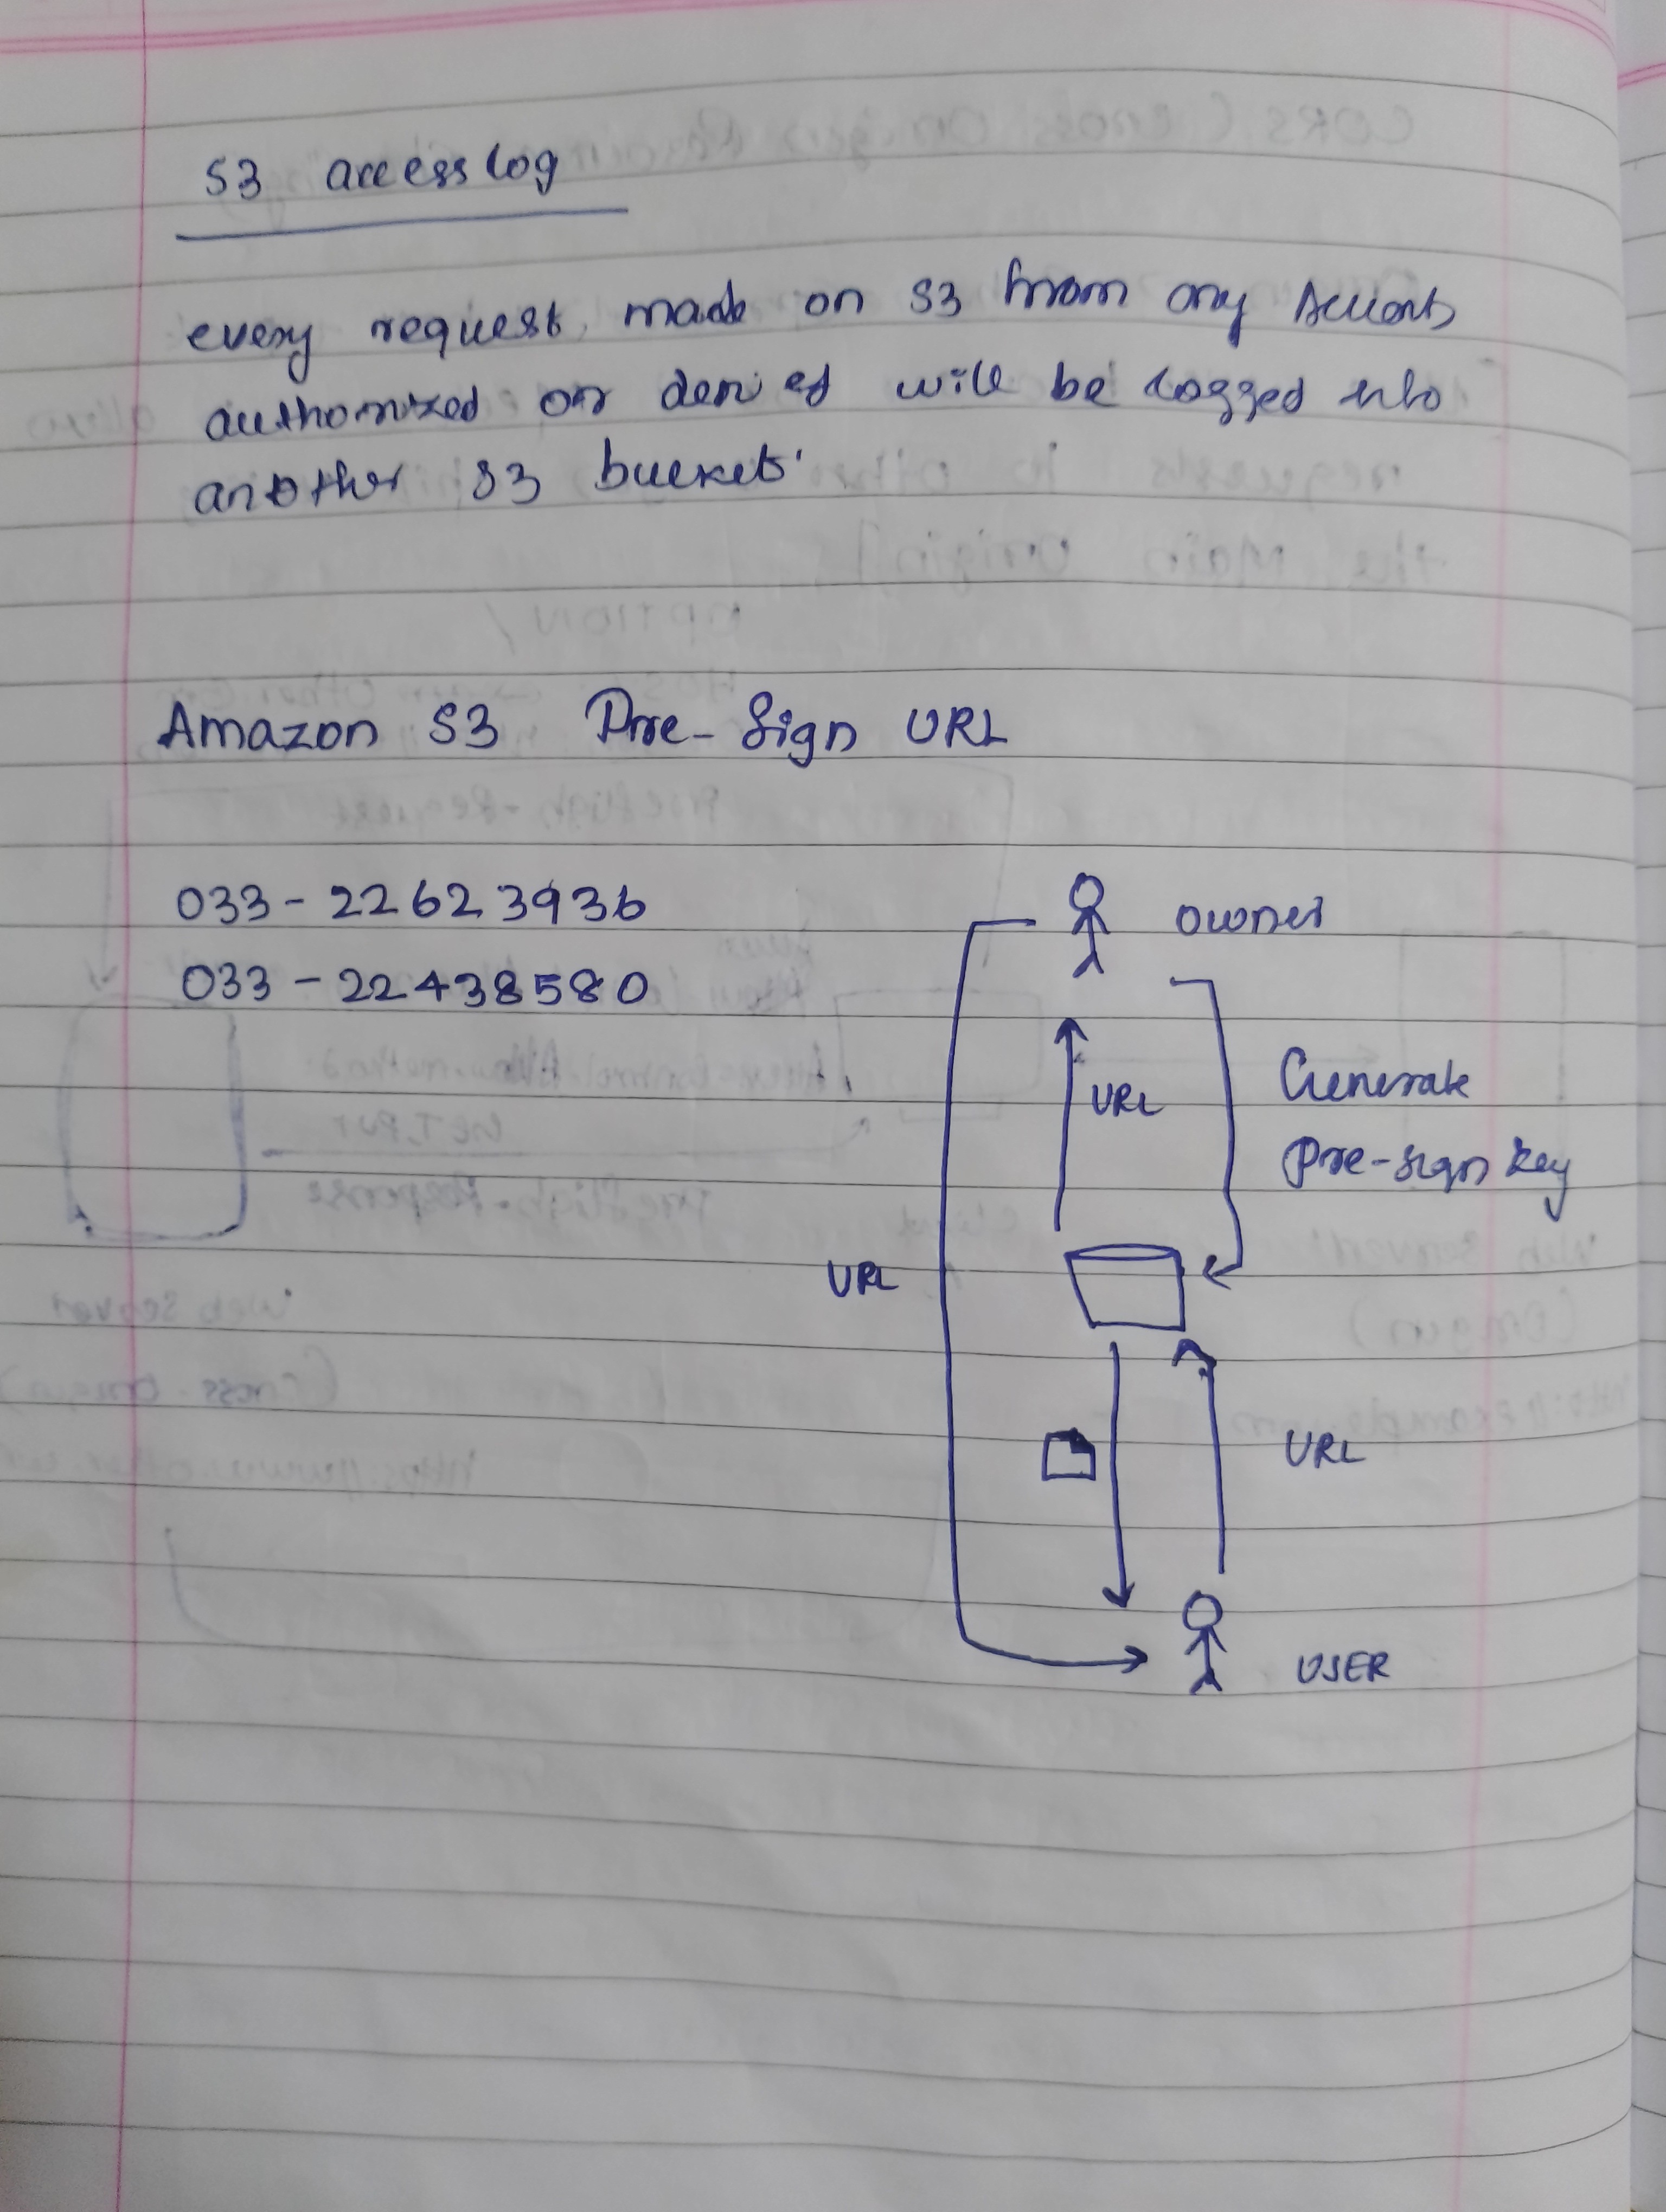 S3 access log
every request made on S3 from any Account,
authorized or denied will be logged into
another S3 bucket.
Amazon S3 Pre-Sign URL
033-22623936
033-22438580
owner
URL
Generate
Pre-sign key
URL
URL
USER